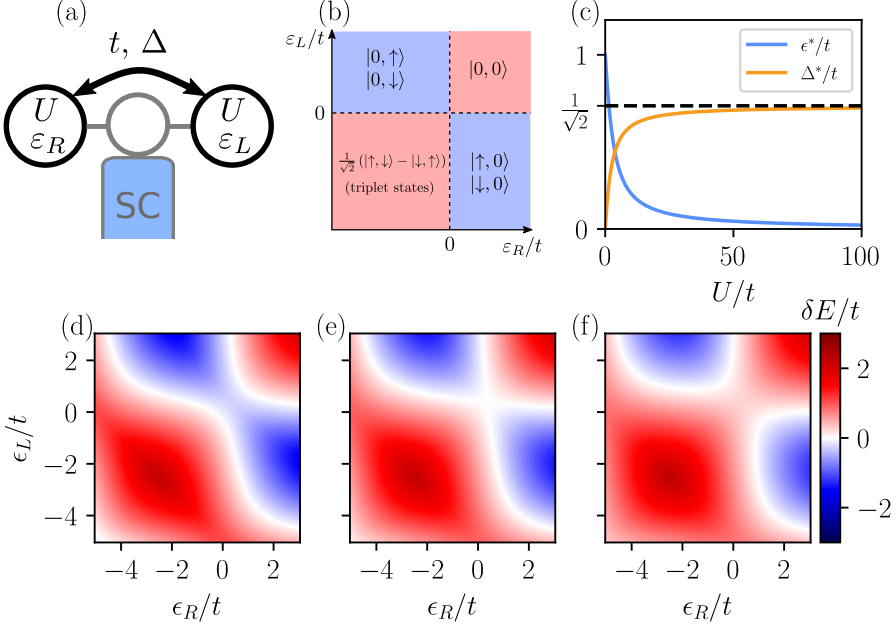 (a)
t, Δ
U
ε_R
U
ε_L
SC
(b)
ε_L/t
|0,↑⟩
|0,↓⟩
|0,0⟩
0
1/√2 (|↑,↓⟩ − |↓,↑⟩)
(triplet states)
|↑,0⟩
|↓,0⟩
0
ε_R/t
(c)
1
1/√2
0
ϵ*/t
Δ*/t
0 50 100
U/t
(d)
2
0
−2
−4
ϵ_L/t
−4 −2 0 2
ϵ_R/t
(e)
−4 −2 0 2
ϵ_R/t
(f)
−4 −2 0 2
ϵ_R/t
δE/t
2
0
−2